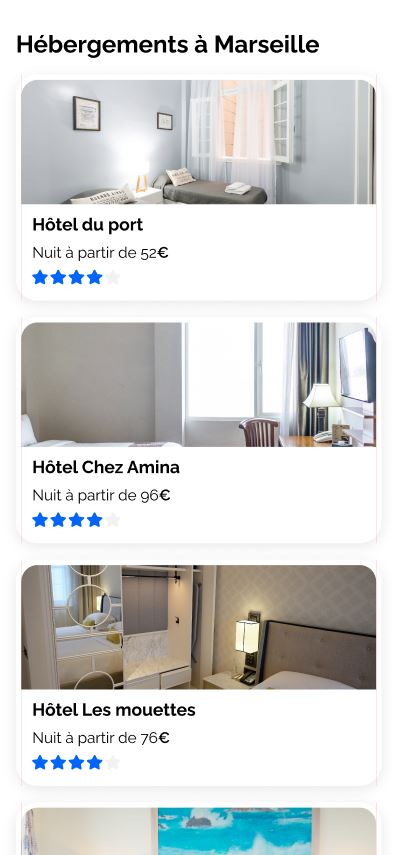 Hébergements à Marseille
Hôtel du port
Nuit à partir de 52€
Hôtel Chez Amina
Nuit à partir de 96€
Hôtel Les mouettes
Nuit à partir de 76€